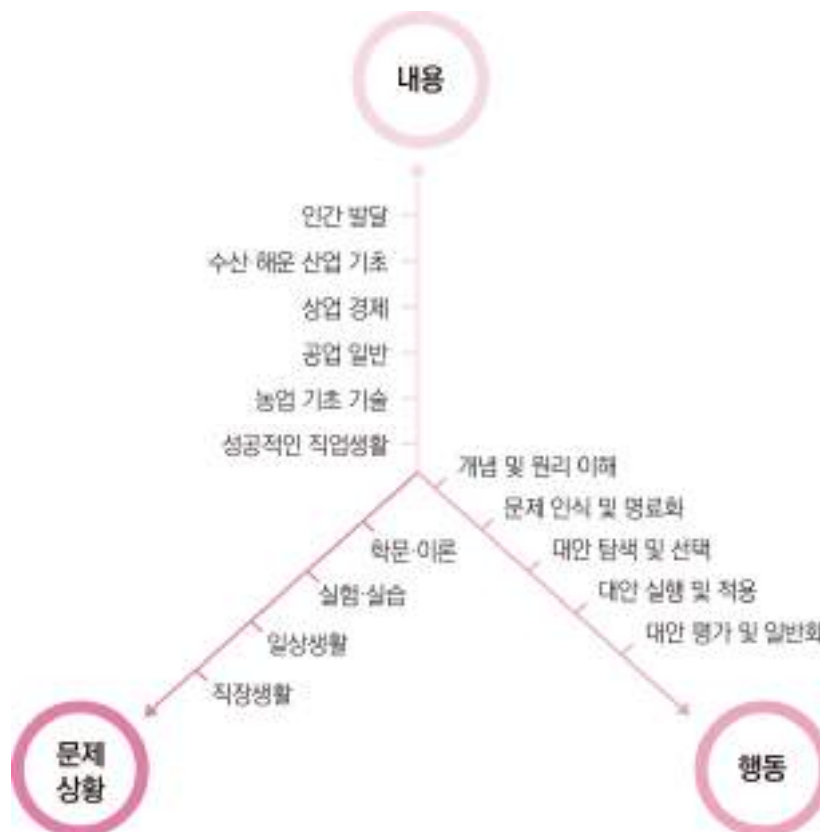 내용
인간 발달
수산·해운 산업 기초
상업 경제
공업 일반
농업 기초 기술
성공적인 직업생활
개념 및 원리 이해
문제 인식 및 명료화
대안 탐색 및 선택
대안 실행 및 적용
대안 평가 및 일반화
학문·이론
실험·실습
일상생활
직장생활
문제
상황
행동